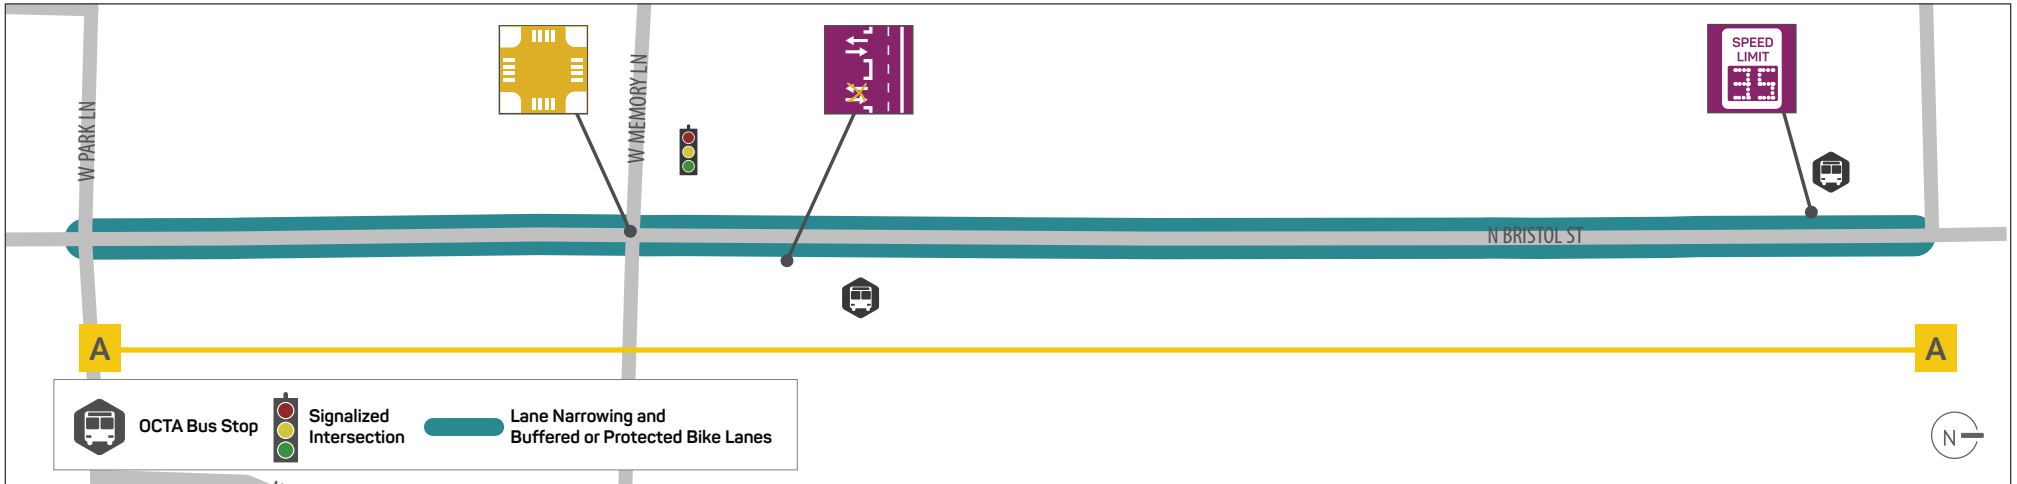 SPEED
LIMIT
35
W PARK LN
W MEMORY LN
N BRISTOL ST
A
A
OCTA Bus Stop
Signalized
Intersection
Lane Narrowing and
Buffered or Protected Bike Lanes
N